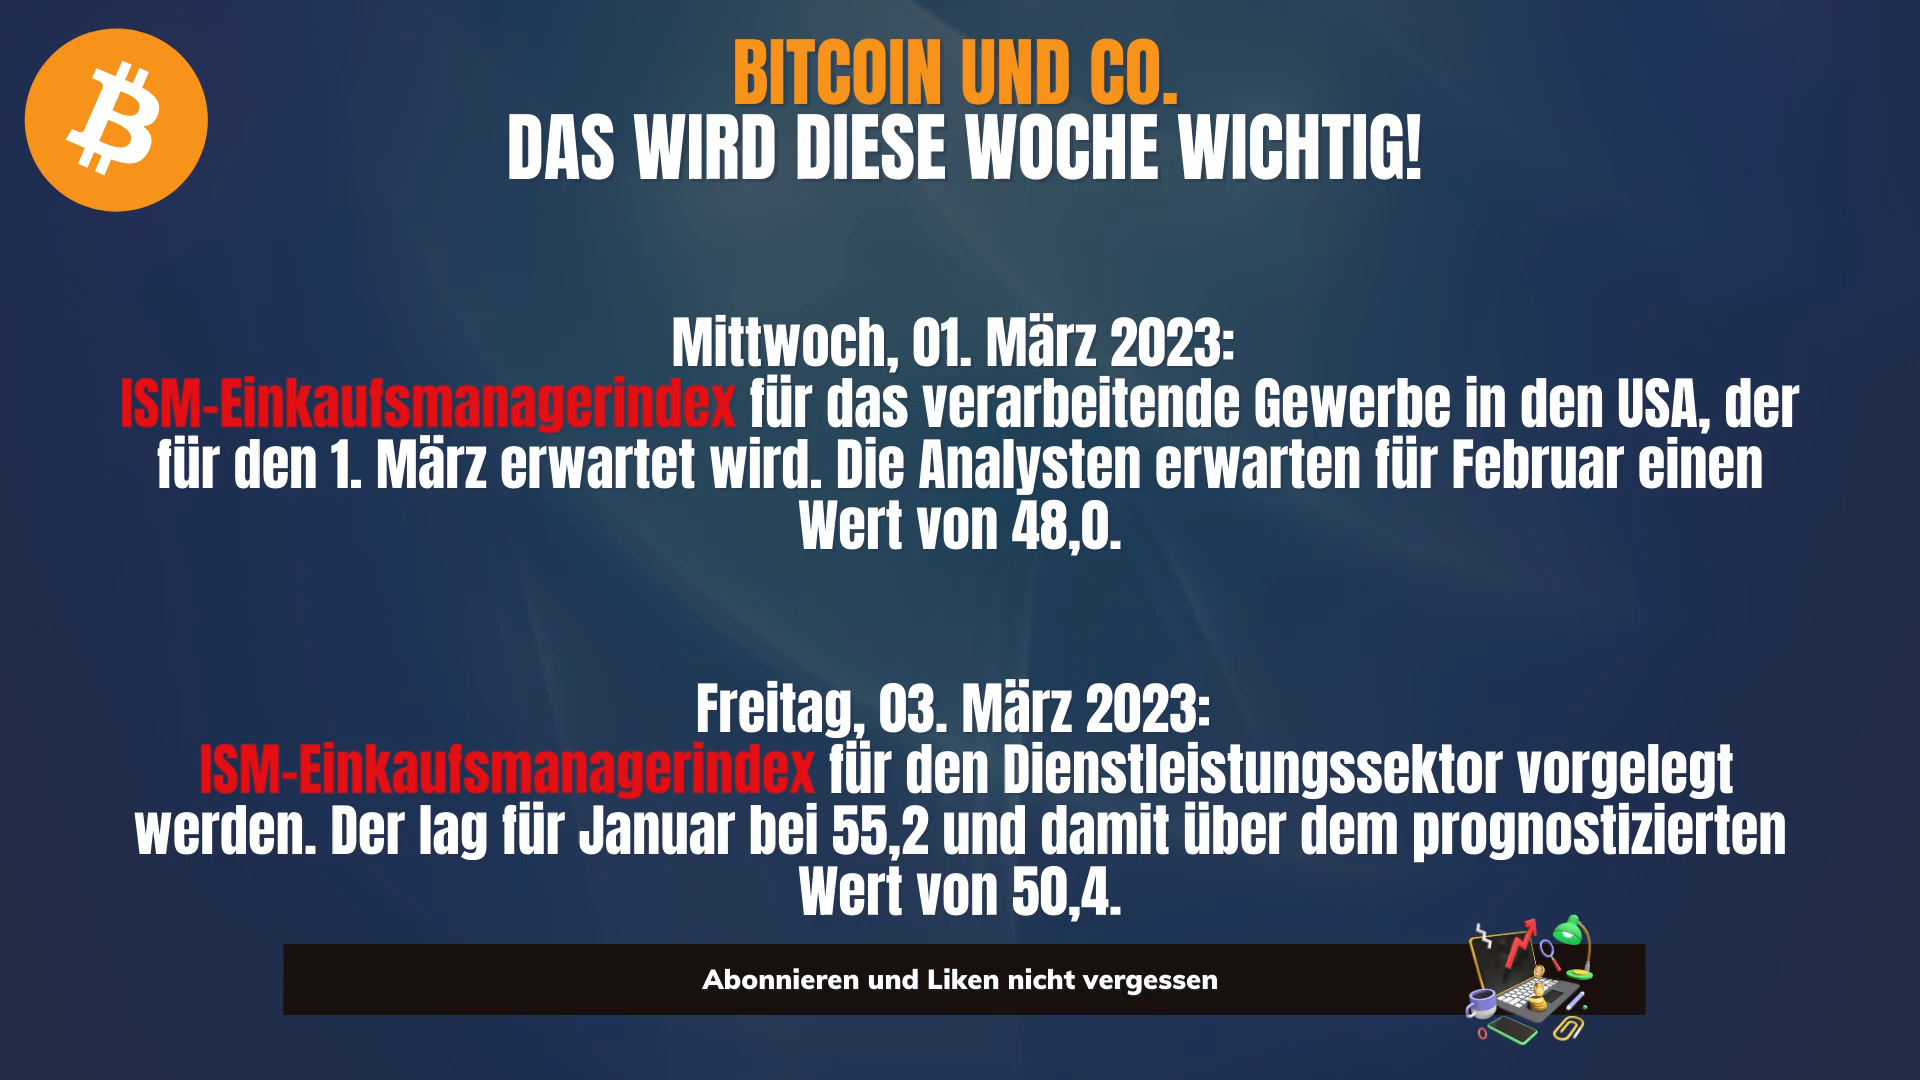 BITCOIN UND CO.
DAS WIRD DIESE WOCHE WICHTIG!
Mittwoch, 01. März 2023:
ISM-Einkaufsmanagerindex für das verarbeitende Gewerbe in den USA, der
für den 1. März erwartet wird. Die Analysten erwarten für Februar einen
Wert von 48,0.
Freitag, 03. März 2023:
ISM-Einkaufsmanagerindex für den Dienstleistungssektor vorgelegt
werden. Der lag für Januar bei 55,2 und damit über dem prognostizierten
Wert von 50,4.
Abonnieren und Liken nicht vergessen